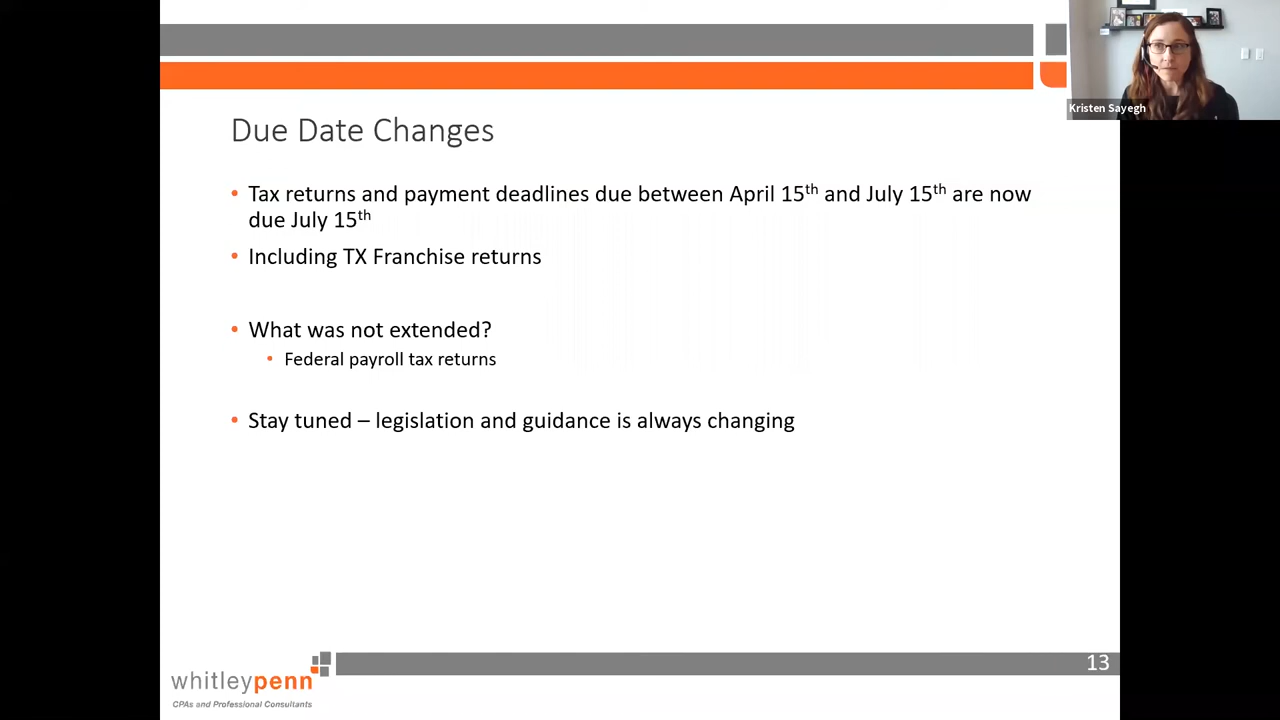 Kristen Sayegh
Due Date Changes
• Tax returns and payment deadlines due between April 15th and July 15th are now
due July 15th
• Including TX Franchise returns
• What was not extended?
• Federal payroll tax returns
• Stay tuned – legislation and guidance is always changing
13
whitleypenn
CPAs and Professional Consultants